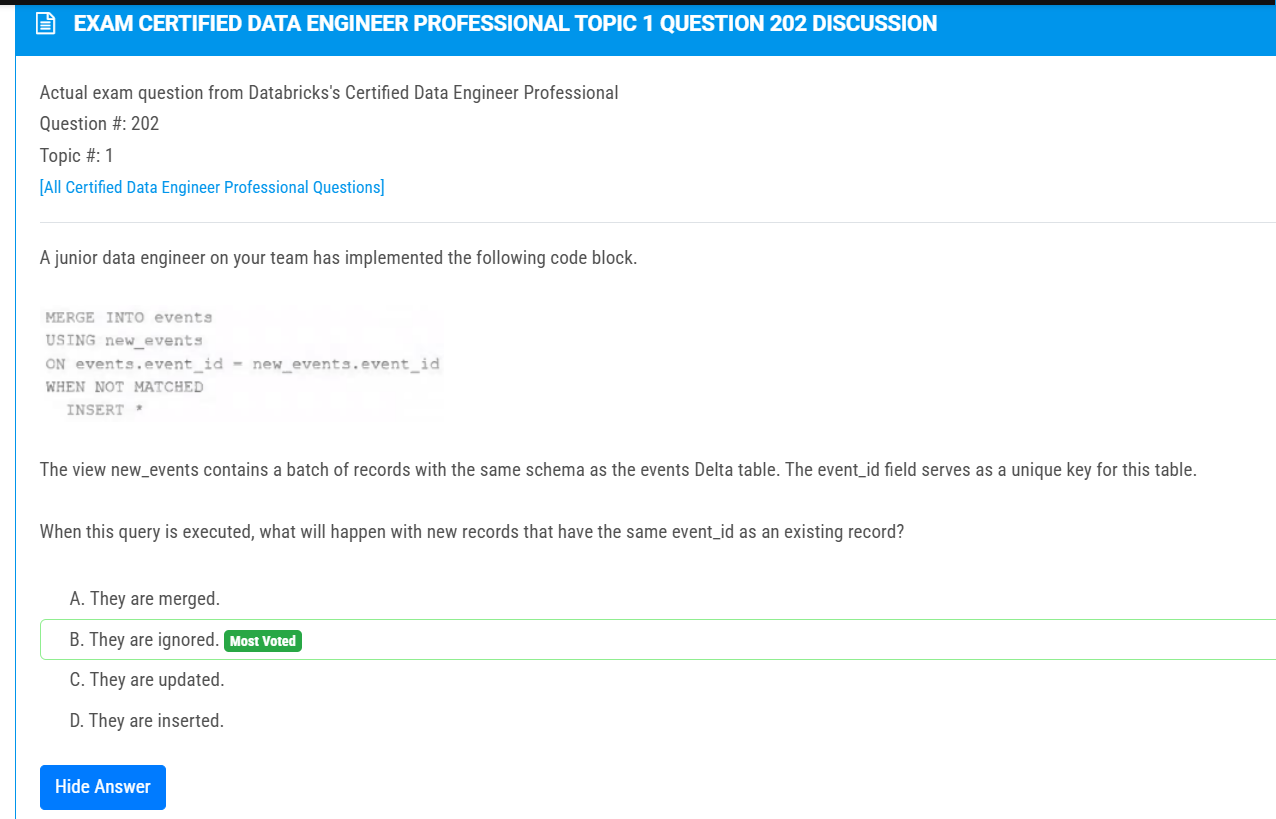 EXAM CERTIFIED DATA ENGINEER PROFESSIONAL TOPIC 1 QUESTION 202 DISCUSSION
Actual exam question from Databricks's Certified Data Engineer Professional
Question #: 202
Topic #: 1
[All Certified Data Engineer Professional Questions]
A junior data engineer on your team has implemented the following code block.
MERGE INTO events
USING new_events
ON events.event_id = new_events.event_id
WHEN NOT MATCHED
INSERT *
The view new_events contains a batch of records with the same schema as the events Delta table. The event_id field serves as a unique key for this table.
When this query is executed, what will happen with new records that have the same event_id as an existing record?
A. They are merged.
B. They are ignored. Most Voted
C. They are updated.
D. They are inserted.
Hide Answer